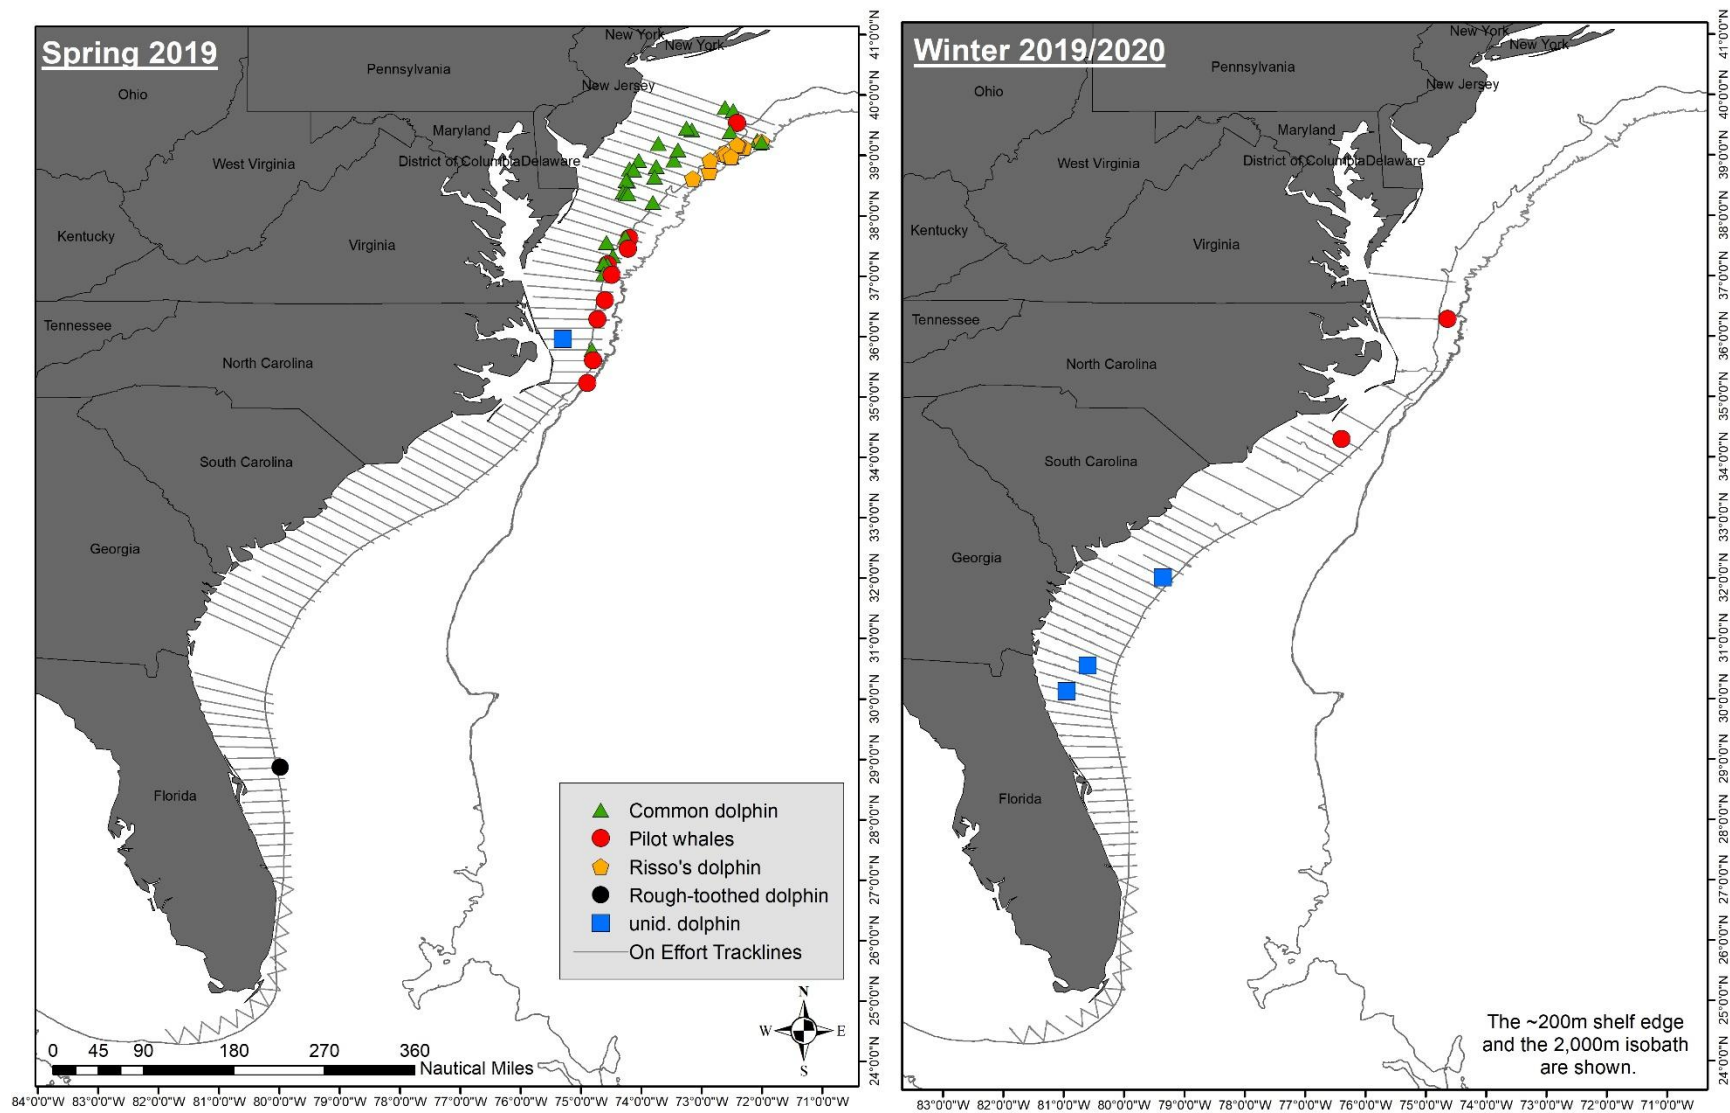 Spring 2019
New York
New York
Pennsylvania
New Jersey
Ohio
Maryland
West Virginia
District of Columbia
Delaware
Kentucky
Virginia
Tennessee
North Carolina
South Carolina
Georgia
Florida
Common dolphin
Pilot whales
Risso's dolphin
Rough-toothed dolphin
unid. dolphin
On Effort Tracklines
N
W E
S
0 45 90 180 270 360
Nautical Miles
41°0'0"N
40°0'0"N
39°0'0"N
38°0'0"N
37°0'0"N
36°0'0"N
35°0'0"N
34°0'0"N
33°0'0"N
32°0'0"N
31°0'0"N
30°0'0"N
29°0'0"N
28°0'0"N
27°0'0"N
26°0'0"N
25°0'0"N
24°0'0"N
84°0'0"W 83°0'0"W 82°0'0"W 81°0'0"W 80°0'0"W 79°0'0"W 78°0'0"W 77°0'0"W 76°0'0"W 75°0'0"W 74°0'0"W 73°0'0"W 72°0'0"W 71°0'0"W
Winter 2019/2020
New York
New York
Pennsylvania
New Jersey
Ohio
Maryland
West Virginia
District of Columbia
Delaware
Kentucky
Virginia
Tennessee
North Carolina
South Carolina
Georgia
Florida
The ~200m shelf edge
and the 2,000m isobath
are shown.
41°0'0"N
40°0'0"N
39°0'0"N
38°0'0"N
37°0'0"N
36°0'0"N
35°0'0"N
34°0'0"N
33°0'0"N
32°0'0"N
31°0'0"N
30°0'0"N
29°0'0"N
28°0'0"N
27°0'0"N
26°0'0"N
25°0'0"N
24°0'0"N
83°0'0"W 82°0'0"W 81°0'0"W 80°0'0"W 79°0'0"W 78°0'0"W 77°0'0"W 76°0'0"W 75°0'0"W 74°0'0"W 73°0'0"W 72°0'0"W 71°0'0"W